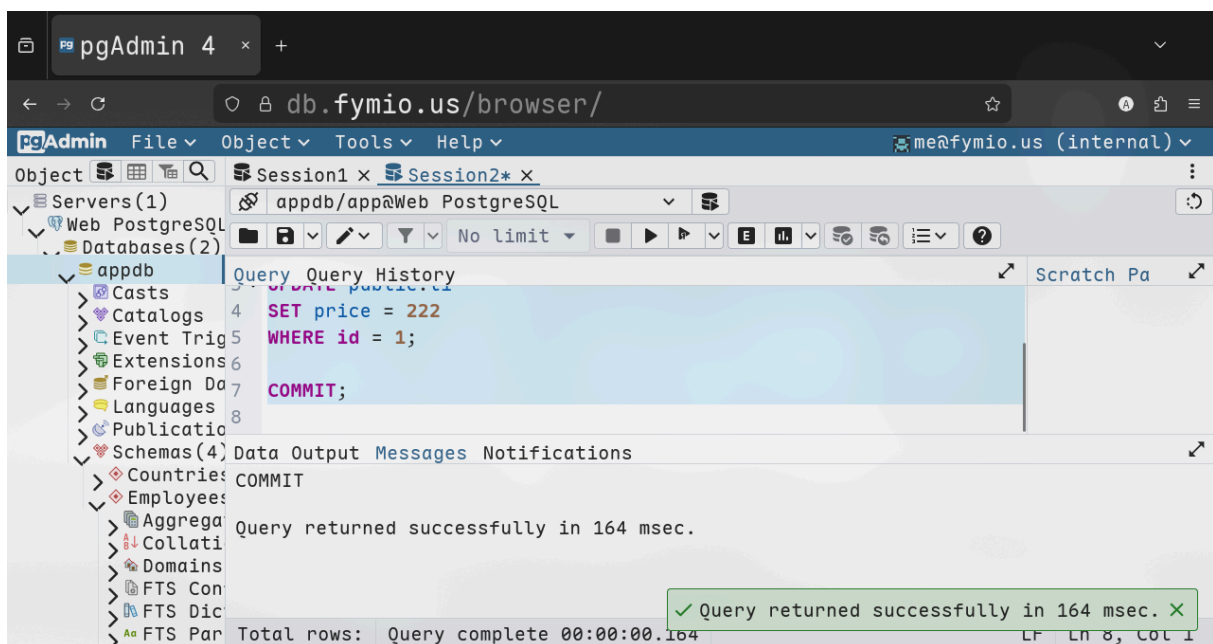 pgAdmin 4
db.fymio.us/browser/
pgAdmin File Object Tools Help me@fymio.us (internal)
Object Session1 Session2*
Servers(1) appdb/app@Web PostgreSQL
Web PostgreSQL No limit
Databases(2)
appdb Query Query History Scratch Pa
Casts UPDATE public.t1
Catalogs 4 SET price = 222
Event Trig 5 WHERE id = 1;
Extensions 6
Foreign Da 7 COMMIT;
Languages 8
Publicatio
Schemas(4) Data Output Messages Notifications
Countries COMMIT
Employees
Aggrega Query returned successfully in 164 msec.
Collati
Domains
FTS Con
FTS Dic Query returned successfully in 164 msec.
FTS Par Total rows: Query complete 00:00:00.164 LF Ln 8, Col 1